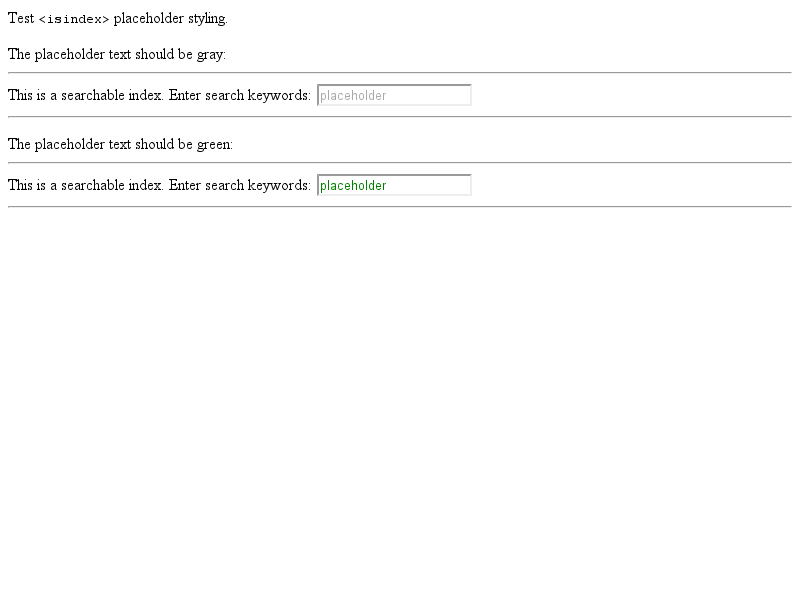 Test <isindex> placeholder styling.
The placeholder text should be gray:
This is a searchable index. Enter search keywords: placeholder
The placeholder text should be green:
This is a searchable index. Enter search keywords: placeholder